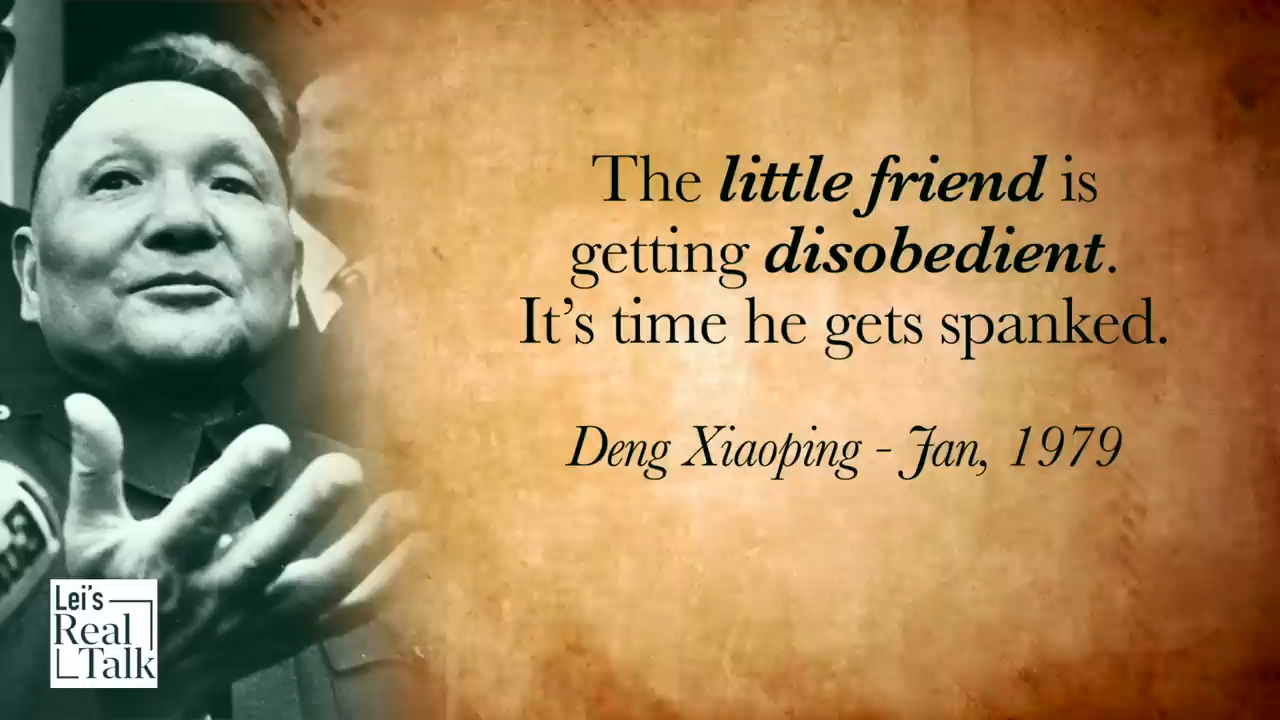 The little friend is
getting disobedient.
It's time he gets spanked.
Deng Xiaoping - Jan, 1979
Lei's
Real
Talk